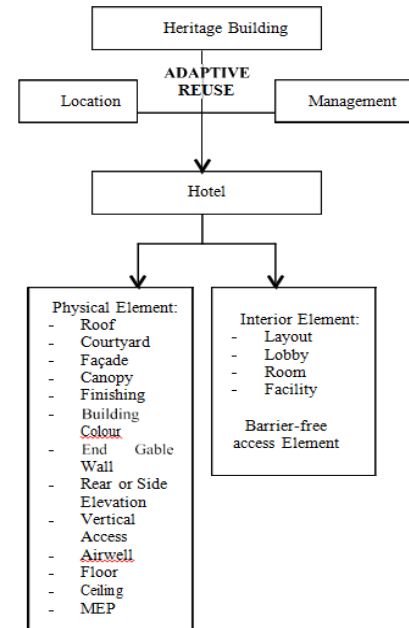 Heritage Building
ADAPTIVE
REUSE
Location
Management
Hotel
Physical Element:
- Roof
- Courtyard
- Façade
- Canopy
- Finishing
- Building
Colour
- End Gable
Wall
- Rear or Side
Elevation
- Vertical
Access
- Airwell
- Floor
- Ceiling
- MEP
Interior Element:
- Layout
- Lobby
- Room
- Facility
Barrier-free
access Element